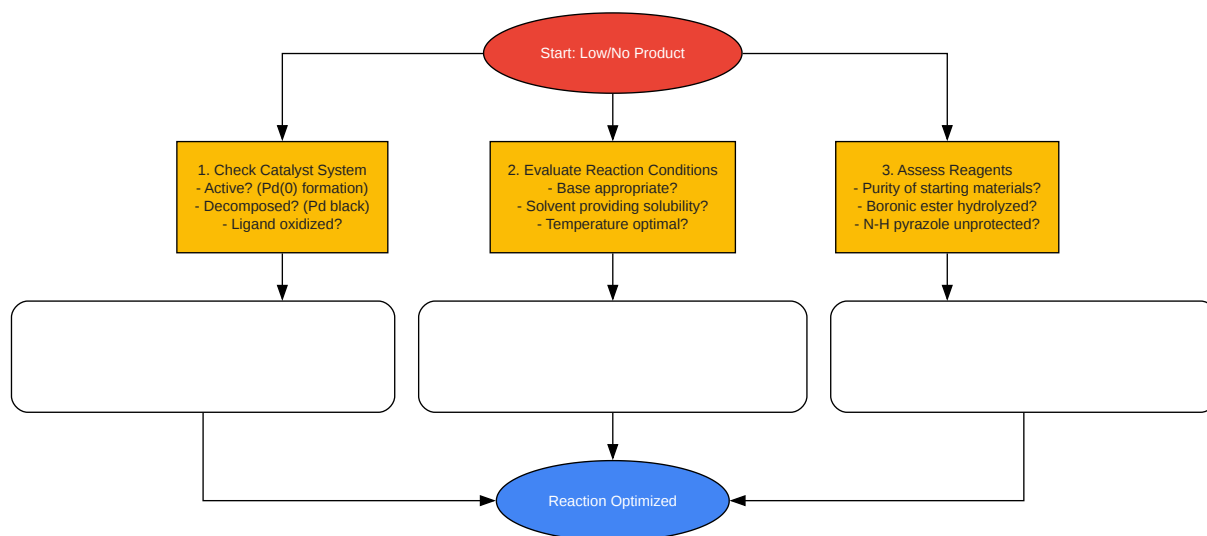 Start: Low/No Product
1. Check Catalyst System
- Active? (Pd(0) formation)
- Decomposed? (Pd black)
- Ligand oxidized?
2. Evaluate Reaction Conditions
- Base appropriate?
- Solvent providing solubility?
- Temperature optimal?
3. Assess Reagents
- Purity of starting materials?
- Boronic ester hydrolyzed?
- N-H pyrazole unprotected?
Reaction Optimized